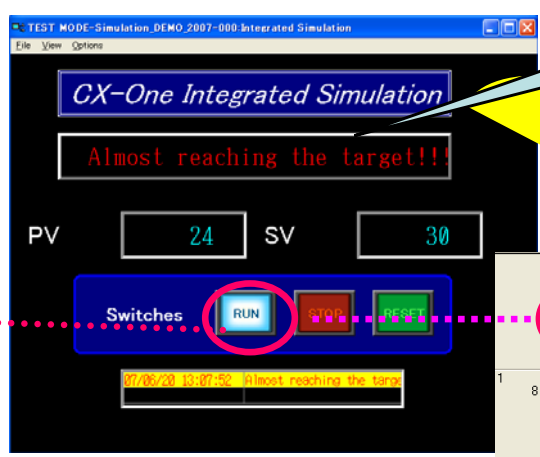 TEST MODE-Simulation_DEMO_2007-000:Integrated Simulation
File View Options
CX-One Integrated Simulation
Almost reaching the target!!!
PV 24 SV 30
Switches RUN STOP RESET
07/06/20 13:07:52 Almost reaching the targe
1
8